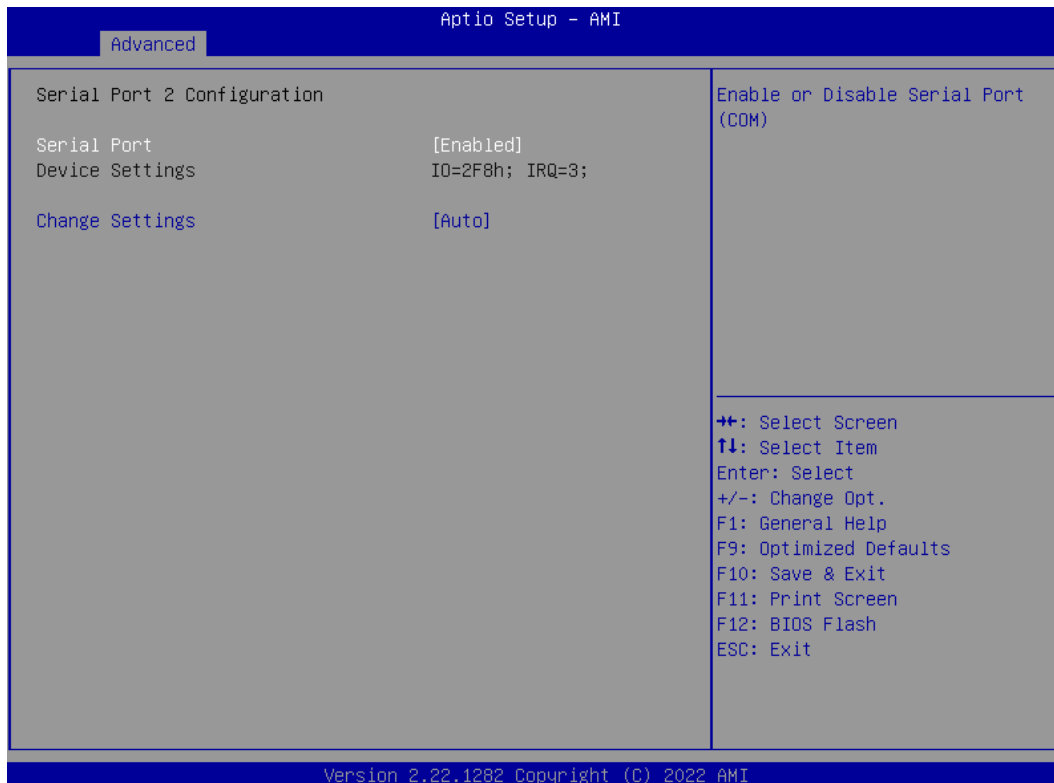 Aptio Setup – AMI
Advanced
Serial Port 2 Configuration
Serial Port [Enabled]
Device Settings IO=2F8h; IRQ=3;
Change Settings [Auto]
Enable or Disable Serial Port
(COM)
→←: Select Screen
↑↓: Select Item
Enter: Select
+/-: Change Opt.
F1: General Help
F9: Optimized Defaults
F10: Save & Exit
F11: Print Screen
F12: BIOS Flash
ESC: Exit
Version 2.22.1282 Copyright (C) 2022 AMI